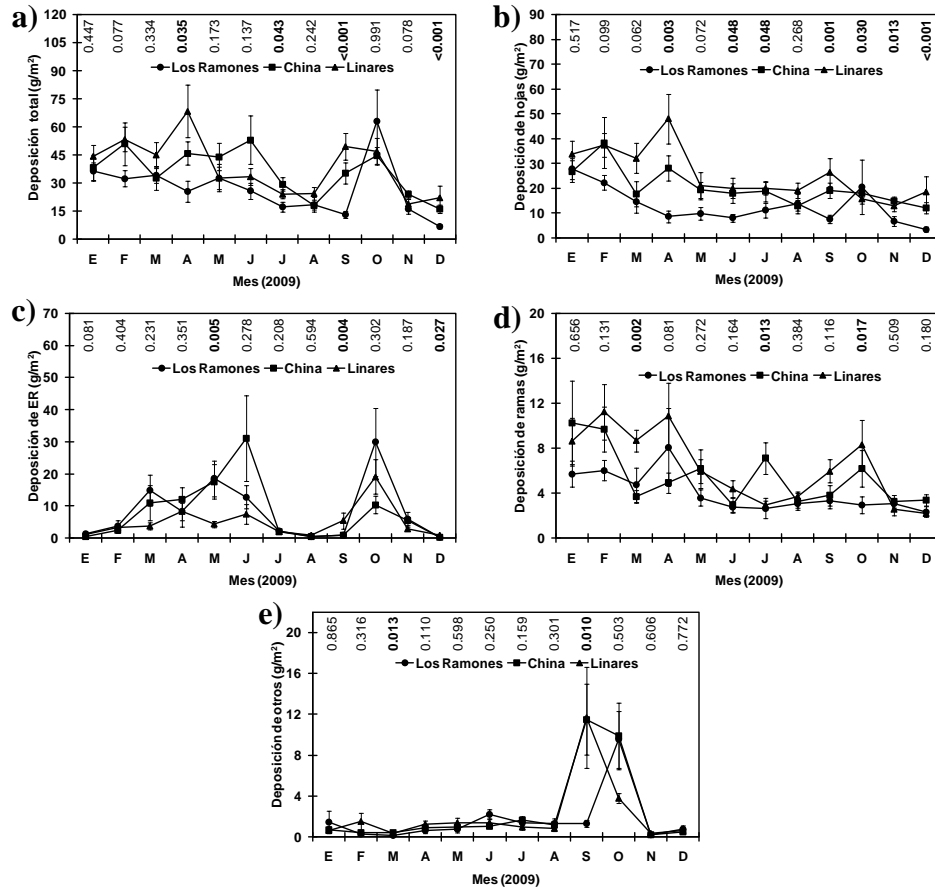 a)
0.447 0.077 0.334 0.035 0.173 0.137 0.043 0.242 <0.001 0.991 0.078 <0.001
Los Ramones China Linares
Deposición total (g/m²)
120
105
90
75
60
45
30
15
0
E F M A M J J A S O N D
Mes (2009)
b)
0.517 0.099 0.062 0.003 0.072 0.048 0.048 0.268 0.001 0.030 0.013 <0.001
Los Ramones China Linares
Deposición de hojas (g/m²)
90
80
70
60
50
40
30
20
10
0
E F M A M J J A S O N D
Mes (2009)
c)
0.081 0.404 0.231 0.351 0.005 0.278 0.208 0.594 0.004 0.302 0.187 0.027
Los Ramones China Linares
Deposición de ER (g/m²)
70
60
50
40
30
20
10
0
E F M A M J J A S O N D
Mes (2009)
d)
0.656 0.131 0.002 0.081 0.272 0.164 0.013 0.384 0.116 0.017 0.509 0.180
Los Ramones China Linares
Deposición de ramas (g/m²)
20
16
12
8
4
0
E F M A M J J A S O N D
Mes (2009)
e)
0.865 0.316 0.013 0.110 0.598 0.250 0.159 0.301 0.010 0.503 0.606 0.772
Los Ramones China Linares
Deposición de otros (g/m²)
20
16
12
8
4
0
E F M A M J J A S O N D
Mes (2009)